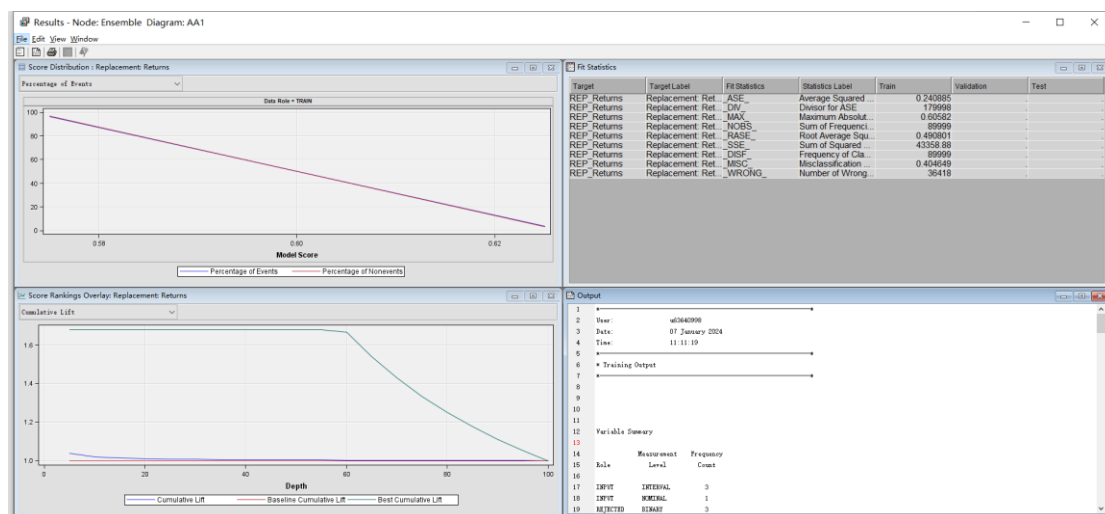 Results - Node: Ensemble Diagram: AA1
File Edit View Window
Score Distribution : Replacement: Returns
Percentage of Events
Data Role = TRAIN
100
80
60
40
20
0
0.58 0.60 0.62
Model Score
Percentage of Events Percentage of Nonevents
Fit Statistics
Target Target Label Fit Statistics Statistics Label Train Validation Test
REP_Returns Replacement: Ret... _ASE_ Average Squared ... 0.240885 . .
REP_Returns Replacement: Ret... _DIV_ Divisor for ASE 179998 . .
REP_Returns Replacement: Ret... _MAX_ Maximum Absolut... 0.60582 . .
REP_Returns Replacement: Ret... _NOBS_ Sum of Frequenci... 89999 . .
REP_Returns Replacement: Ret... _RASE_ Root Average Squ... 0.490801 . .
REP_Returns Replacement: Ret... _SSE_ Sum of Squared ... 43358.88 . .
REP_Returns Replacement: Ret... _DISF_ Frequency of Cla... 89999 . .
REP_Returns Replacement: Ret... _MISC_ Misclassification ... 0.404649 . .
REP_Returns Replacement: Ret... _WRONG_ Number of Wrong... 36418 . .
Score Rankings Overlay: Replacement: Returns
Cumulative Lift
1.6
1.4
1.2
1.0
0 20 40 60 80 100
Depth
Cumulative Lift Baseline Cumulative Lift Best Cumulative Lift
Output
1 *------------------------------------------------------------*
2 User: u63640998
3 Date: 07 January 2024
4 Time: 11:11:19
5 *------------------------------------------------------------*
6 * Training Output
7 *------------------------------------------------------------*
8
9
10
11
12 Variable Summary
13
14 Measurement Frequency
15 Role Level Count
16
17 INPUT INTERVAL 3
18 INPUT NOMINAL 1
19 REJECTED BINARY 3